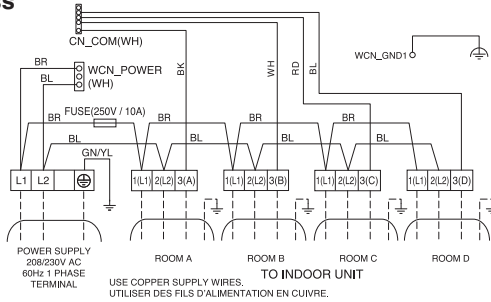 ss
CN_COM(WH)
BR
WCN_POWER
(WH)
BL
BK
WH
RD
BL
WCN_GND1
FUSE(250V / 10A)
BR
BR
BR
BL
BL
BL
BL
GN/YL
L1 L2
1(L1) 2(L2) 3(A)
1(L1) 2(L2) 3(B)
1(L1) 2(L2) 3(C)
1(L1) 2(L2) 3(D)
POWER SUPPLY
208/230V AC
60Hz 1 PHASE
TERMINAL
ROOM A
ROOM B
ROOM C
ROOM D
TO INDOOR UNIT
USE COPPER SUPPLY WIRES.
UTILISER DES FILS D'ALIMENTATION EN CUIVRE.